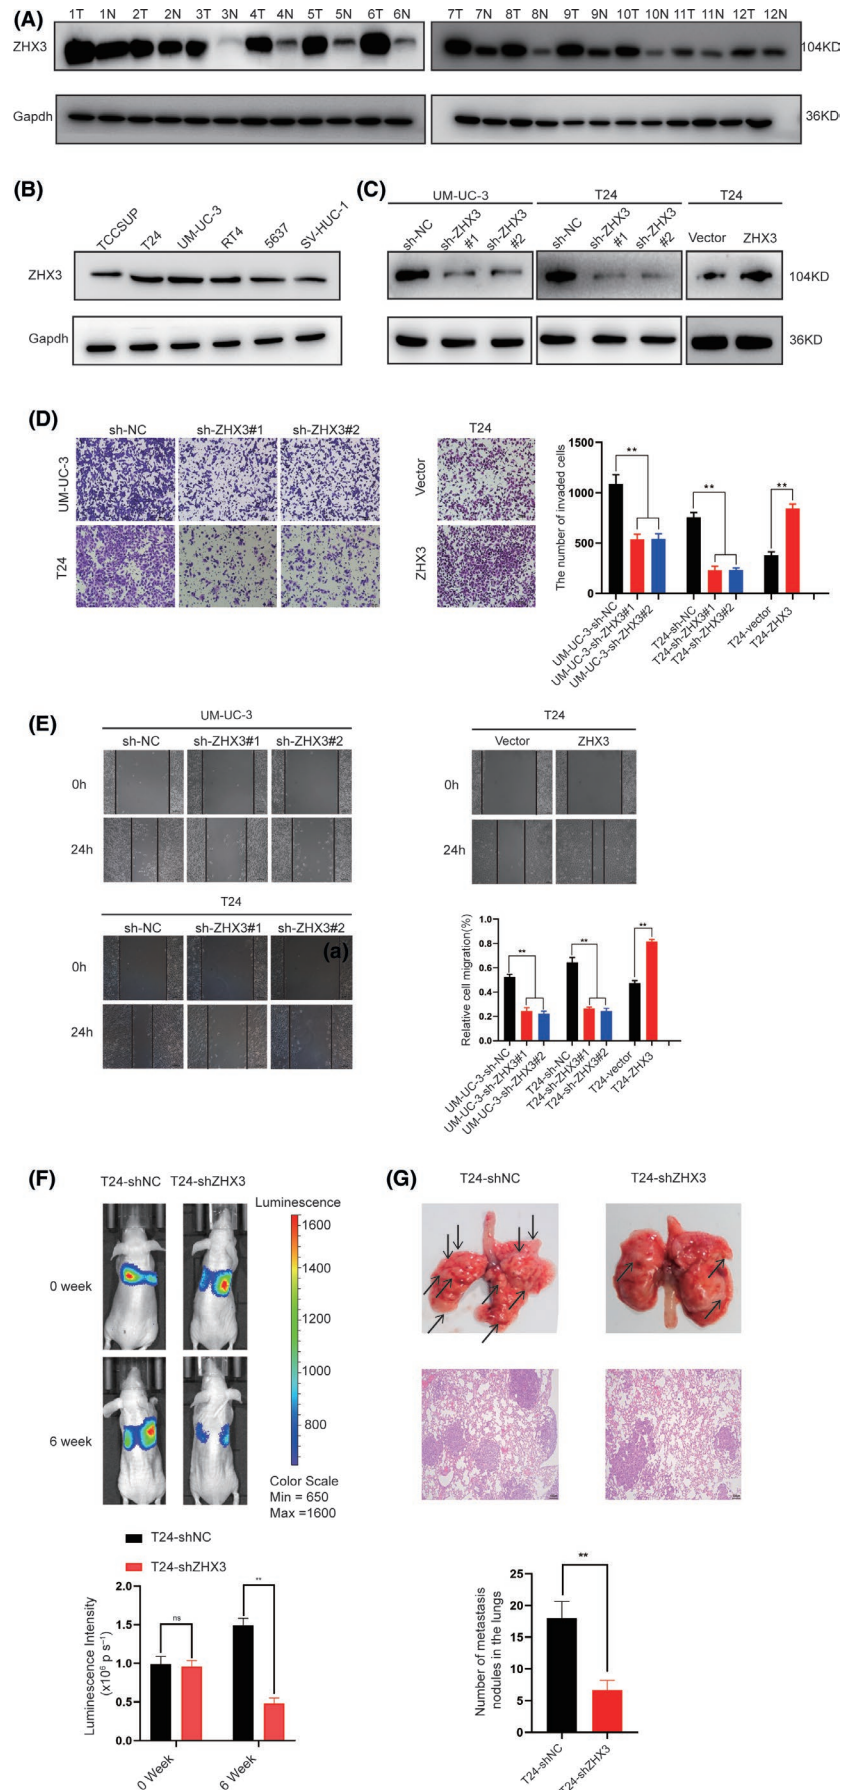 (A)
1T 1N 2T 2N 3T 3N 4T 4N 5T 5N 6T 6N
7T 7N 8T 8N 9T 9N 10T 10N 11T 11N 12T 12N
ZHX3
104KD
Gapdh
36KD
(B)
TCCSUP T24 UM-UC-3 RT4 5637 SV-HUC-1
ZHX3
Gapdh
(C)
UM-UC-3 T24 T24
sh-NC sh-ZHX3 #1 sh-ZHX3 #2 sh-NC sh-ZHX3 #1 sh-ZHX3 #2 Vector ZHX3
104KD
36KD
(D)
sh-NC sh-ZHX3#1 sh-ZHX3#2
UM-UC-3
T24
T24
Vector
ZHX3
The number of invaded cells
1500
1000
500
0
** ** **
UM-UC-3-sh-NC
UM-UC-3-sh-ZHX3#1
UM-UC-3-sh-ZHX3#2
T24-sh-NC
T24-sh-ZHX3#1
T24-sh-ZHX3#2
T24-vector
T24-ZHX3
(E)
UM-UC-3
sh-NC sh-ZHX3#1 sh-ZHX3#2
0h
24h
T24
Vector ZHX3
0h
24h
T24
sh-NC sh-ZHX3#1 sh-ZHX3#2
(a)
0h
24h
Relative cell migration(%)
1.0
0.8
0.6
0.4
0.2
0.0
** ** **
UM-UC-3-sh-NC
UM-UC-3-sh-ZHX3#1
UM-UC-3-sh-ZHX3#2
T24-sh-NC
T24-sh-ZHX3#1
T24-sh-ZHX3#2
T24-vector
T24-ZHX3
(F)
T24-shNC T24-shZHX3
0 week
6 week
Luminescence
1600
1400
1200
1000
800
Color Scale
Min = 650
Max =1600
T24-shNC
T24-shZHX3
Luminescence Intensity
(x10⁶ p s⁻¹)
2.0
1.5
1.0
0.5
0.0
ns
**
0 Week
6 Week
(G)
T24-shNC T24-shZHX3
Number of metastasis
nodules in the lungs
25
20
15
10
5
0
**
T24-shNC
T24-shZHX3